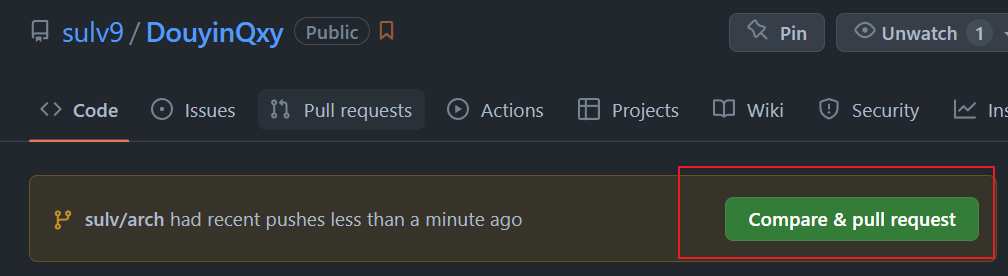 sulv9 / DouyinQxy Public Pin Unwatch 1
Code Issues Pull requests Actions Projects Wiki Security Ins
sulv/arch had recent pushes less than a minute ago Compare & pull request